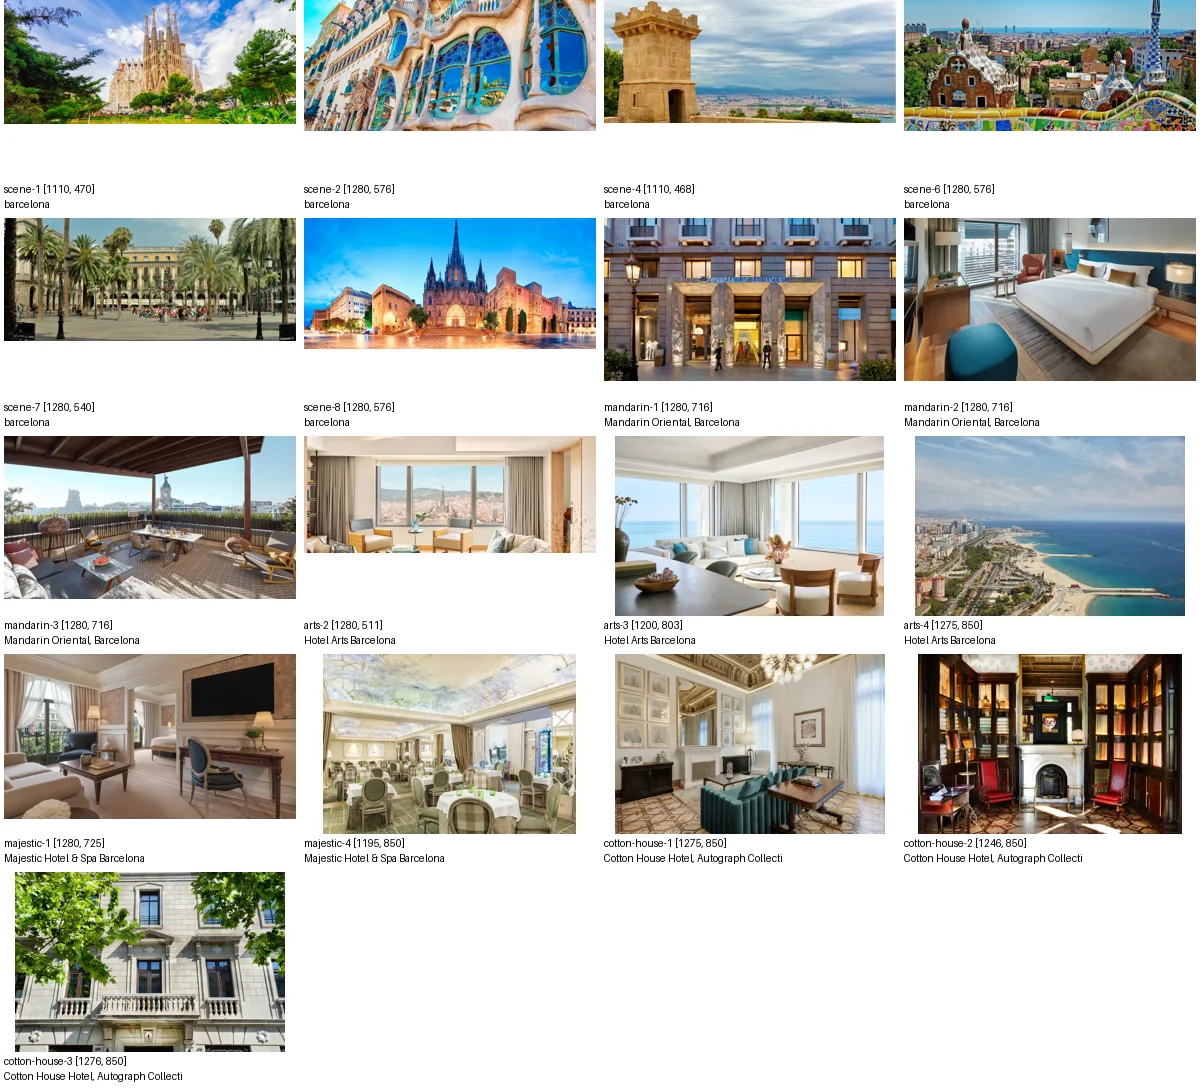 scene-1 [1110, 470]
barcelona
scene-2 [1280, 576]
barcelona
scene-4 [1110, 468]
barcelona
scene-6 [1280, 576]
barcelona
scene-7 [1280, 540]
barcelona
scene-8 [1280, 576]
barcelona
mandarin-1 [1280, 716]
Mandarin Oriental, Barcelona
mandarin-2 [1280, 716]
Mandarin Oriental, Barcelona
mandarin-3 [1280, 716]
Mandarin Oriental, Barcelona
arts-2 [1280, 511]
Hotel Arts Barcelona
arts-3 [1200, 803]
Hotel Arts Barcelona
arts-4 [1275, 850]
Hotel Arts Barcelona
majestic-1 [1280, 725]
Majestic Hotel & Spa Barcelona
majestic-4 [1195, 850]
Majestic Hotel & Spa Barcelona
cotton-house-1 [1275, 850]
Cotton House Hotel, Autograph Collecti
cotton-house-2 [1246, 850]
Cotton House Hotel, Autograph Collecti
cotton-house-3 [1276, 850]
Cotton House Hotel, Autograph Collecti